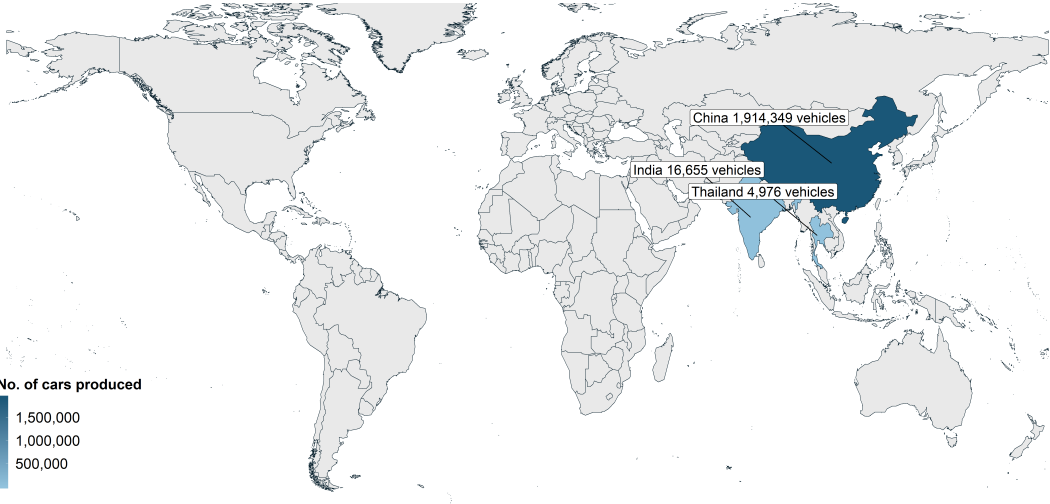 China 1,914,349 vehicles
India 16,655 vehicles
Thailand 4,976 vehicles
No. of cars produced
1,500,000
1,000,000
500,000